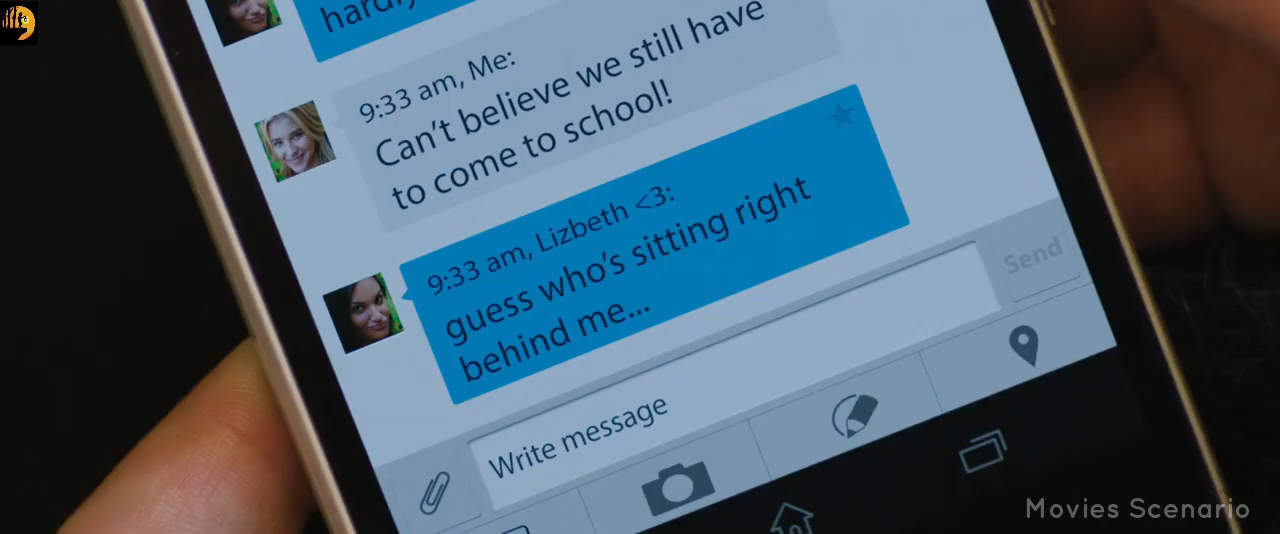 hardly
9:33 am, Me:
Can't believe we still have
to come to school!
9:33 am, Lizbeth <3:
guess who's sitting right
behind me...
Send
Write message
Movies Scenario